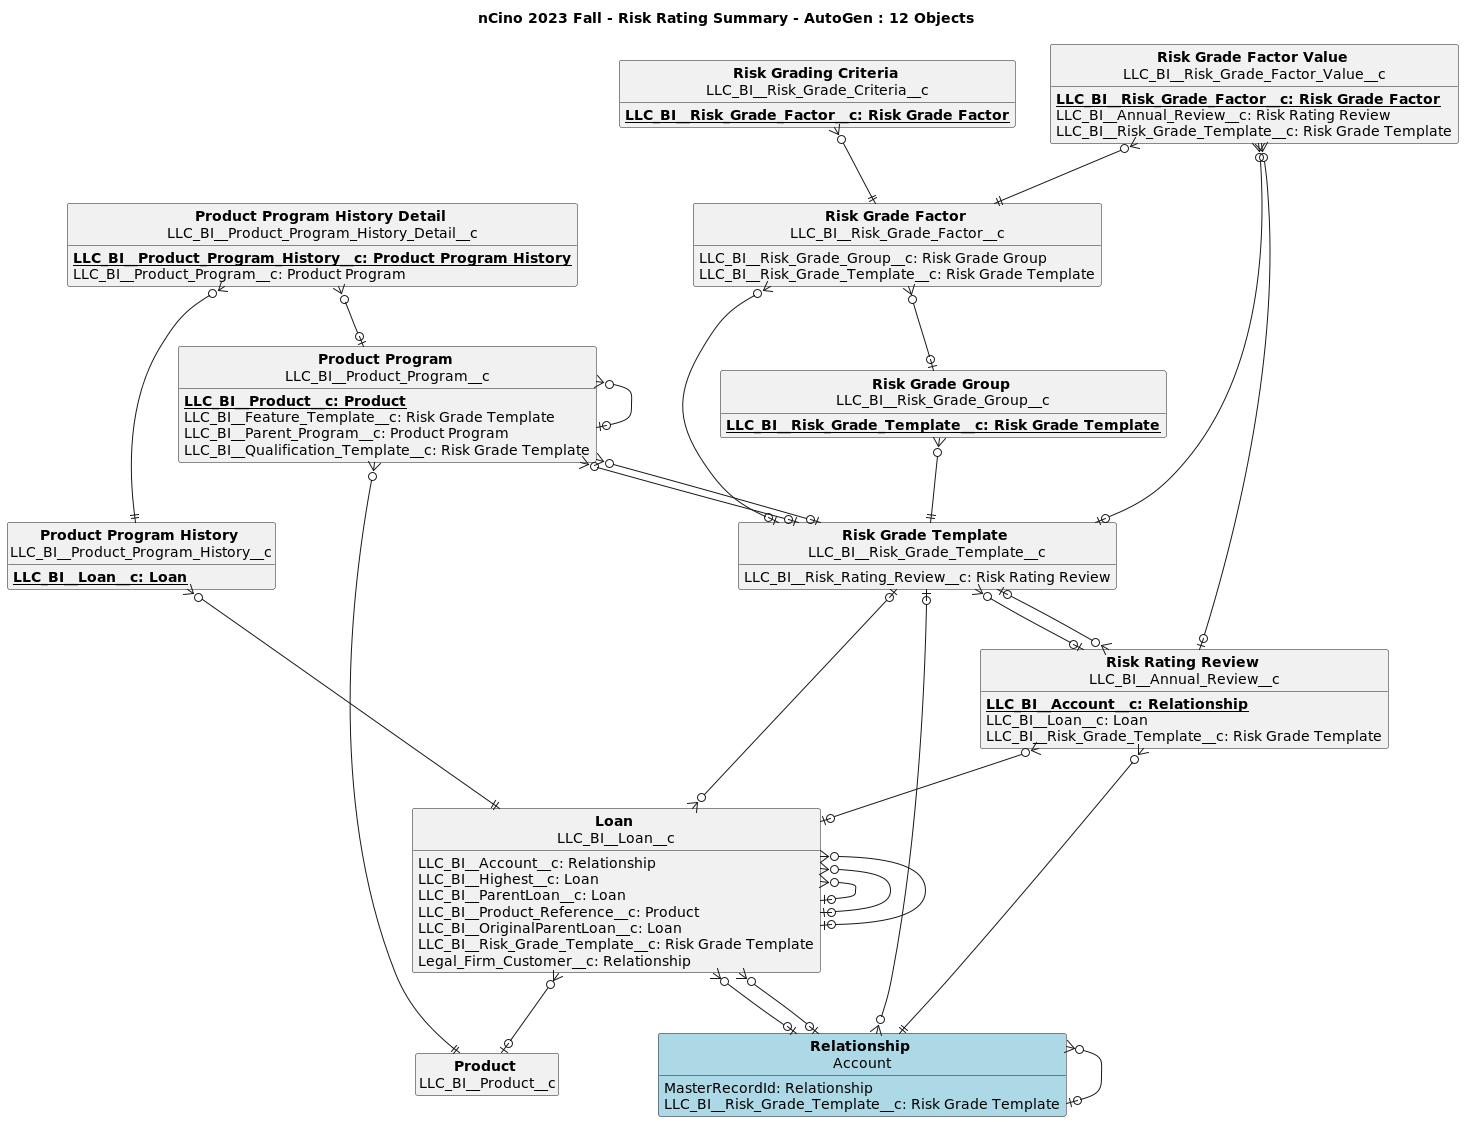 nCino 2023 Fall - Risk Rating Summary - AutoGen : 12 Objects
Risk Grading Criteria
LLC_BI__Risk_Grade_Criteria__c
LLC_BI__Risk_Grade_Factor__c: Risk Grade Factor
Risk Grade Factor Value
LLC_BI__Risk_Grade_Factor_Value__c
LLC_BI__Risk_Grade_Factor__c: Risk Grade Factor
LLC_BI__Annual_Review__c: Risk Rating Review
LLC_BI__Risk_Grade_Template__c: Risk Grade Template
Product Program History Detail
LLC_BI__Product_Program_History_Detail__c
LLC_BI__Product_Program_History__c: Product Program History
LLC_BI__Product_Program__c: Product Program
Risk Grade Factor
LLC_BI__Risk_Grade_Factor__c
LLC_BI__Risk_Grade_Group__c: Risk Grade Group
LLC_BI__Risk_Grade_Template__c: Risk Grade Template
Product Program
LLC_BI__Product_Program__c
LLC_BI__Product__c: Product
LLC_BI__Feature_Template__c: Risk Grade Template
LLC_BI__Parent_Program__c: Product Program
LLC_BI__Qualification_Template__c: Risk Grade Template
Risk Grade Group
LLC_BI__Risk_Grade_Group__c
LLC_BI__Risk_Grade_Template__c: Risk Grade Template
Product Program History
LLC_BI__Product_Program_History__c
LLC_BI__Loan__c: Loan
Risk Grade Template
LLC_BI__Risk_Grade_Template__c
LLC_BI__Risk_Rating_Review__c: Risk Rating Review
Risk Rating Review
LLC_BI__Annual_Review__c
LLC_BI__Account__c: Relationship
LLC_BI__Loan__c: Loan
LLC_BI__Risk_Grade_Template__c: Risk Grade Template
Loan
LLC_BI__Loan__c
LLC_BI__Account__c: Relationship
LLC_BI__Highest__c: Loan
LLC_BI__ParentLoan__c: Loan
LLC_BI__Product_Reference__c: Product
LLC_BI__OriginalParentLoan__c: Loan
LLC_BI__Risk_Grade_Template__c: Risk Grade Template
Legal_Firm_Customer__c: Relationship
Product
LLC_BI__Product__c
Relationship
Account
MasterRecordId: Relationship
LLC_BI__Risk_Grade_Template__c: Risk Grade Template